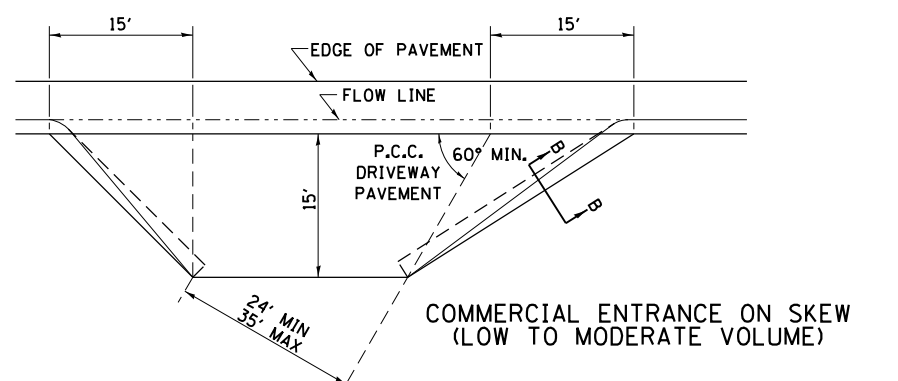 15'
15'
EDGE OF PAVEMENT
FLOW LINE
P.C.C.
DRIVEWAY
PAVEMENT
60° MIN.
B
B
15'
24' MIN
35' MAX
COMMERCIAL ENTRANCE ON SKEW
(LOW TO MODERATE VOLUME)